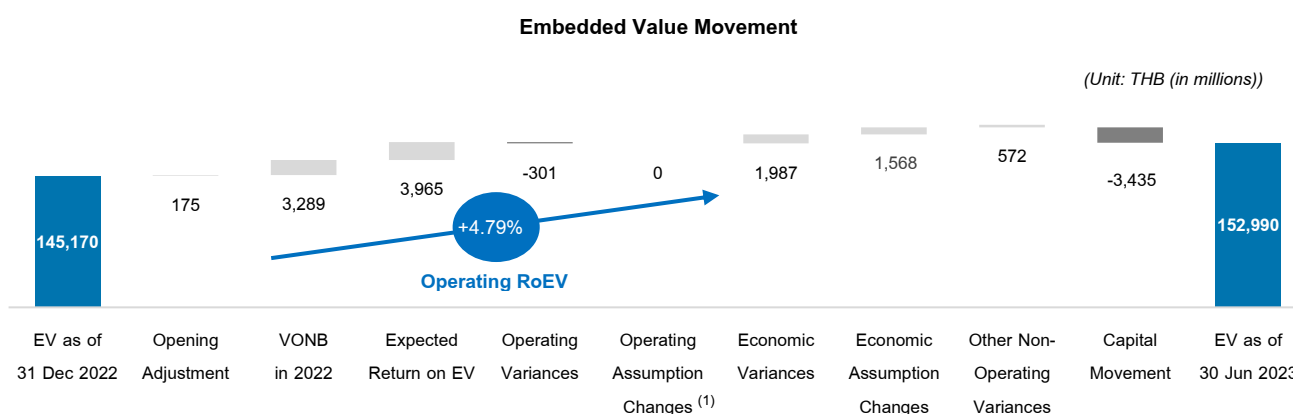 Embedded Value Movement
(Unit: THB (in millions))
145,170
175
3,289
3,965
-301
0
1,987
1,568
572
-3,435
152,990
+4.79%
Operating RoEV
EV as of
31 Dec 2022
Opening
Adjustment
VONB
in 2022
Expected
Return on EV
Operating
Variances
Operating
Assumption
Changes (1)
Economic
Variances
Economic
Assumption
Changes
Other Non-
Operating
Variances
Capital
Movement
EV as of
30 Jun 2023